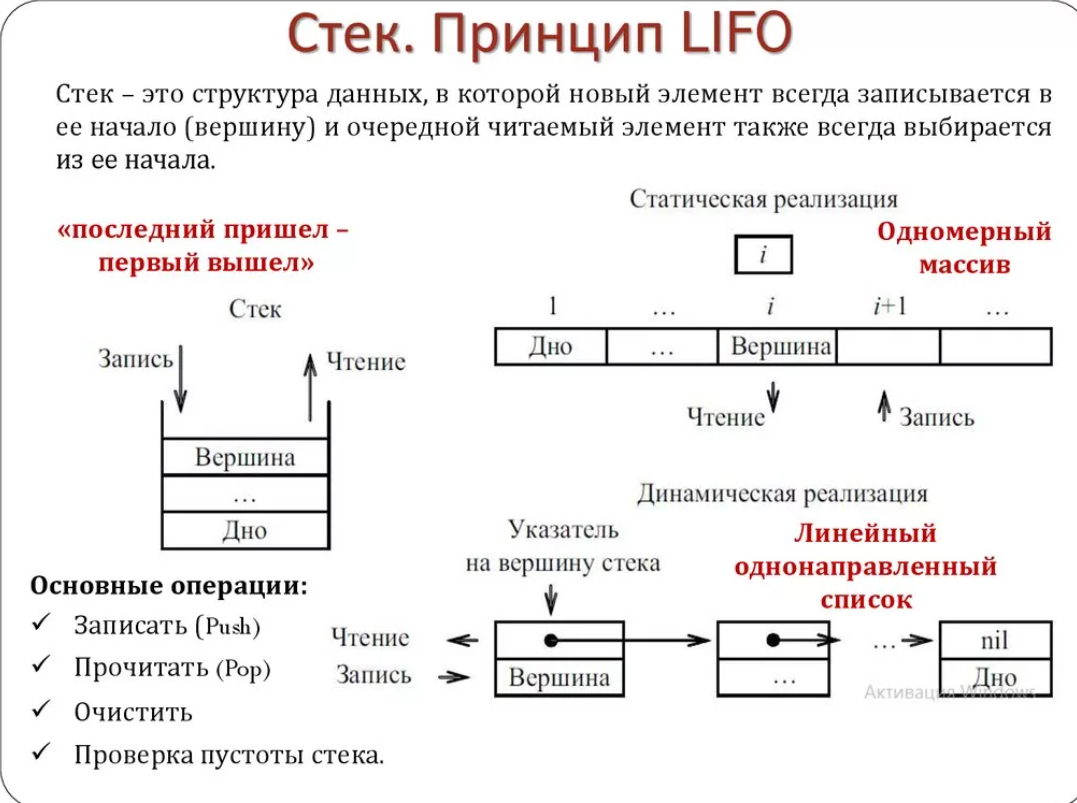 Стек. Принцип LIFO
Стек – это структура данных, в которой новый элемент всегда записывается в
ее начало (вершину) и очередной читаемый элемент также всегда выбирается
из ее начала.
«последний пришел –
первый вышел»
Стек
Запись
Чтение
Вершина
...
Дно
Статическая реализация
Одномерный
массив
i
1 ... i i+1 ...
Дно ... Вершина
Чтение Запись
Динамическая реализация
Указатель
на вершину стека
Линейный
однонаправленный
список
Чтение ... nil
Запись Вершина ... Дно
Активация Windows
Основные операции:
✓ Записать (Push)
✓ Прочитать (Pop)
✓ Очистить
✓ Проверка пустоты стека.